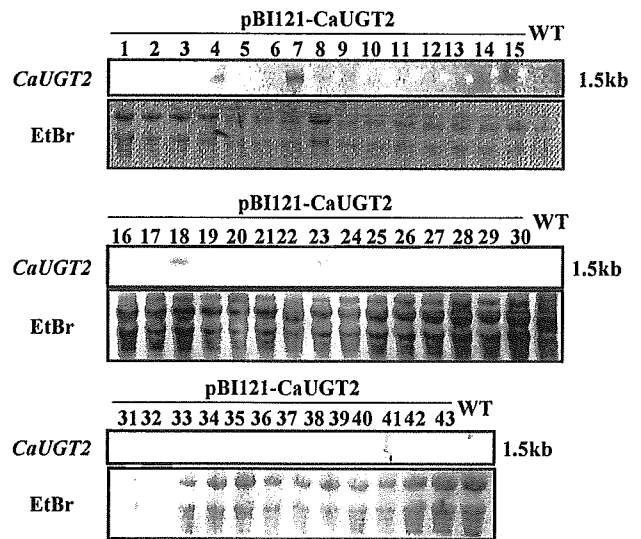 pBI121-CaUGT2
WT
1 2 3 4 5 6 7 8 9 10 11 12 13 14 15
CaUGT2 1.5kb
EtBr
pBI121-CaUGT2
WT
16 17 18 19 20 21 22 23 24 25 26 27 28 29 30
CaUGT2 1.5kb
EtBr
pBI121-CaUGT2
WT
31 32 33 34 35 36 37 38 39 40 41 42 43
CaUGT2 1.5kb
EtBr